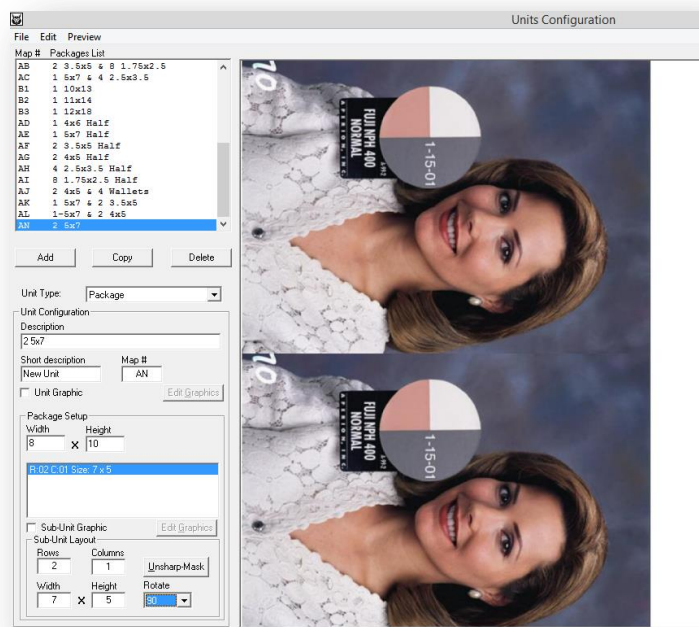 Units Configuration
File Edit Preview
Map # Packages List
AB 2 3.5x5 & 8 1.75x2.5
AC 1 5x7 & 4 2.5x3.5
B1 1 10x13
B2 1 11x14
B3 1 12x18
AD 1 4x6 Half
AE 1 5x7 Half
AF 2 3.5x5 Half
AG 2 4x5 Half
AH 4 2.5x3.5 Half
AI 8 1.75x2.5 Half
AJ 2 4x5 & 4 Wallets
AK 1 5x7 & 2 3.5x5
AL 1-5x7 & 2 4x5
AN 2 5x7
Add Copy Delete
Unit Type: Package
Unit Configuration
Description
2 5x7
Short description Map #
New Unit AN
Unit Graphic Edit Graphics
Package Setup
Width Height
8 x 10
R:02 C:01 Size: 7 x 5
Sub-Unit Graphic Edit Graphics
Sub-Unit Layout
Rows Columns
2 1 Unsharp-Mask
Width Height Rotate
7 x 5 90
FUJI NPH 400
NORMAL
APERION, INC.
1-15-01
FUJI NPH 400
NORMAL
APERION, INC.
1-15-01